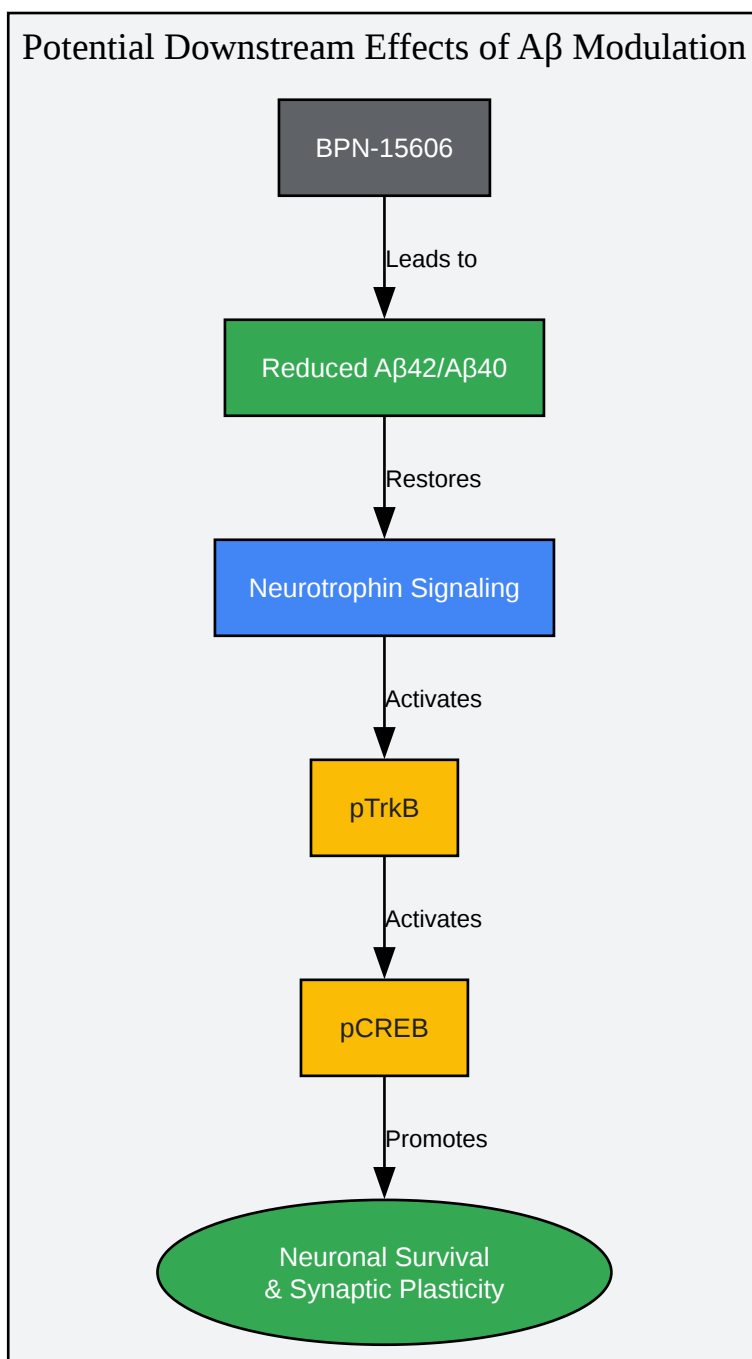 Potential Downstream Effects of Aβ Modulation
BPN-15606
Leads to
Reduced Aβ42/Aβ40
Restores
Neurotrophin Signaling
Activates
pTrkB
Activates
pCREB
Promotes
Neuronal Survival
& Synaptic Plasticity